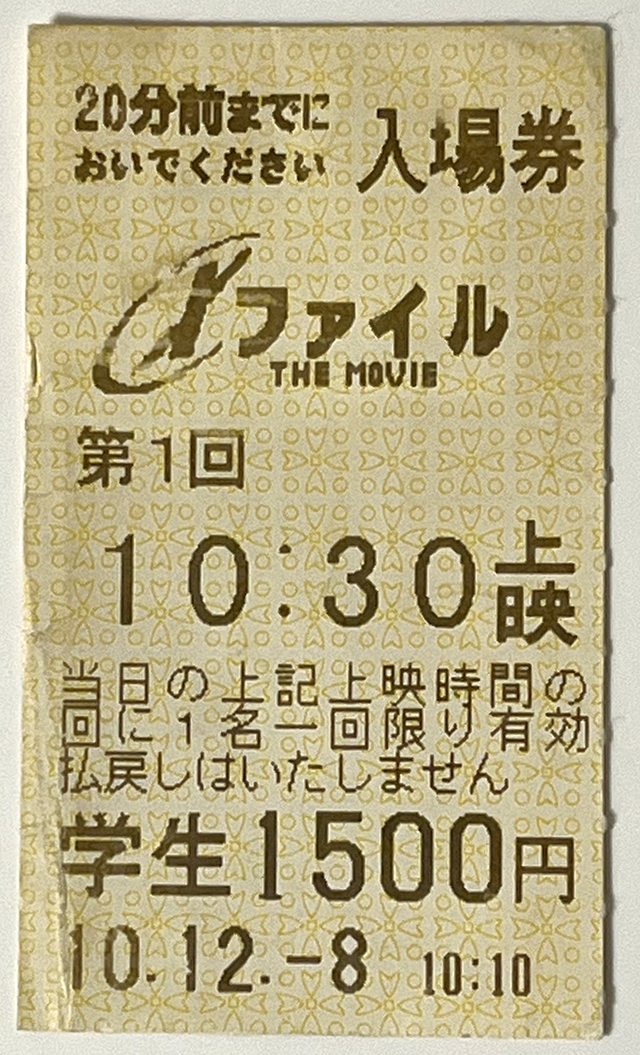 20分前までに
おいでください
入場券
Xファイル
THE MOVIE
第1回
10:30上映
当日の上記上映時間の
回に1名一回限り有効
払戻しはいたしません
学生1500円
10.12.-8 10:10